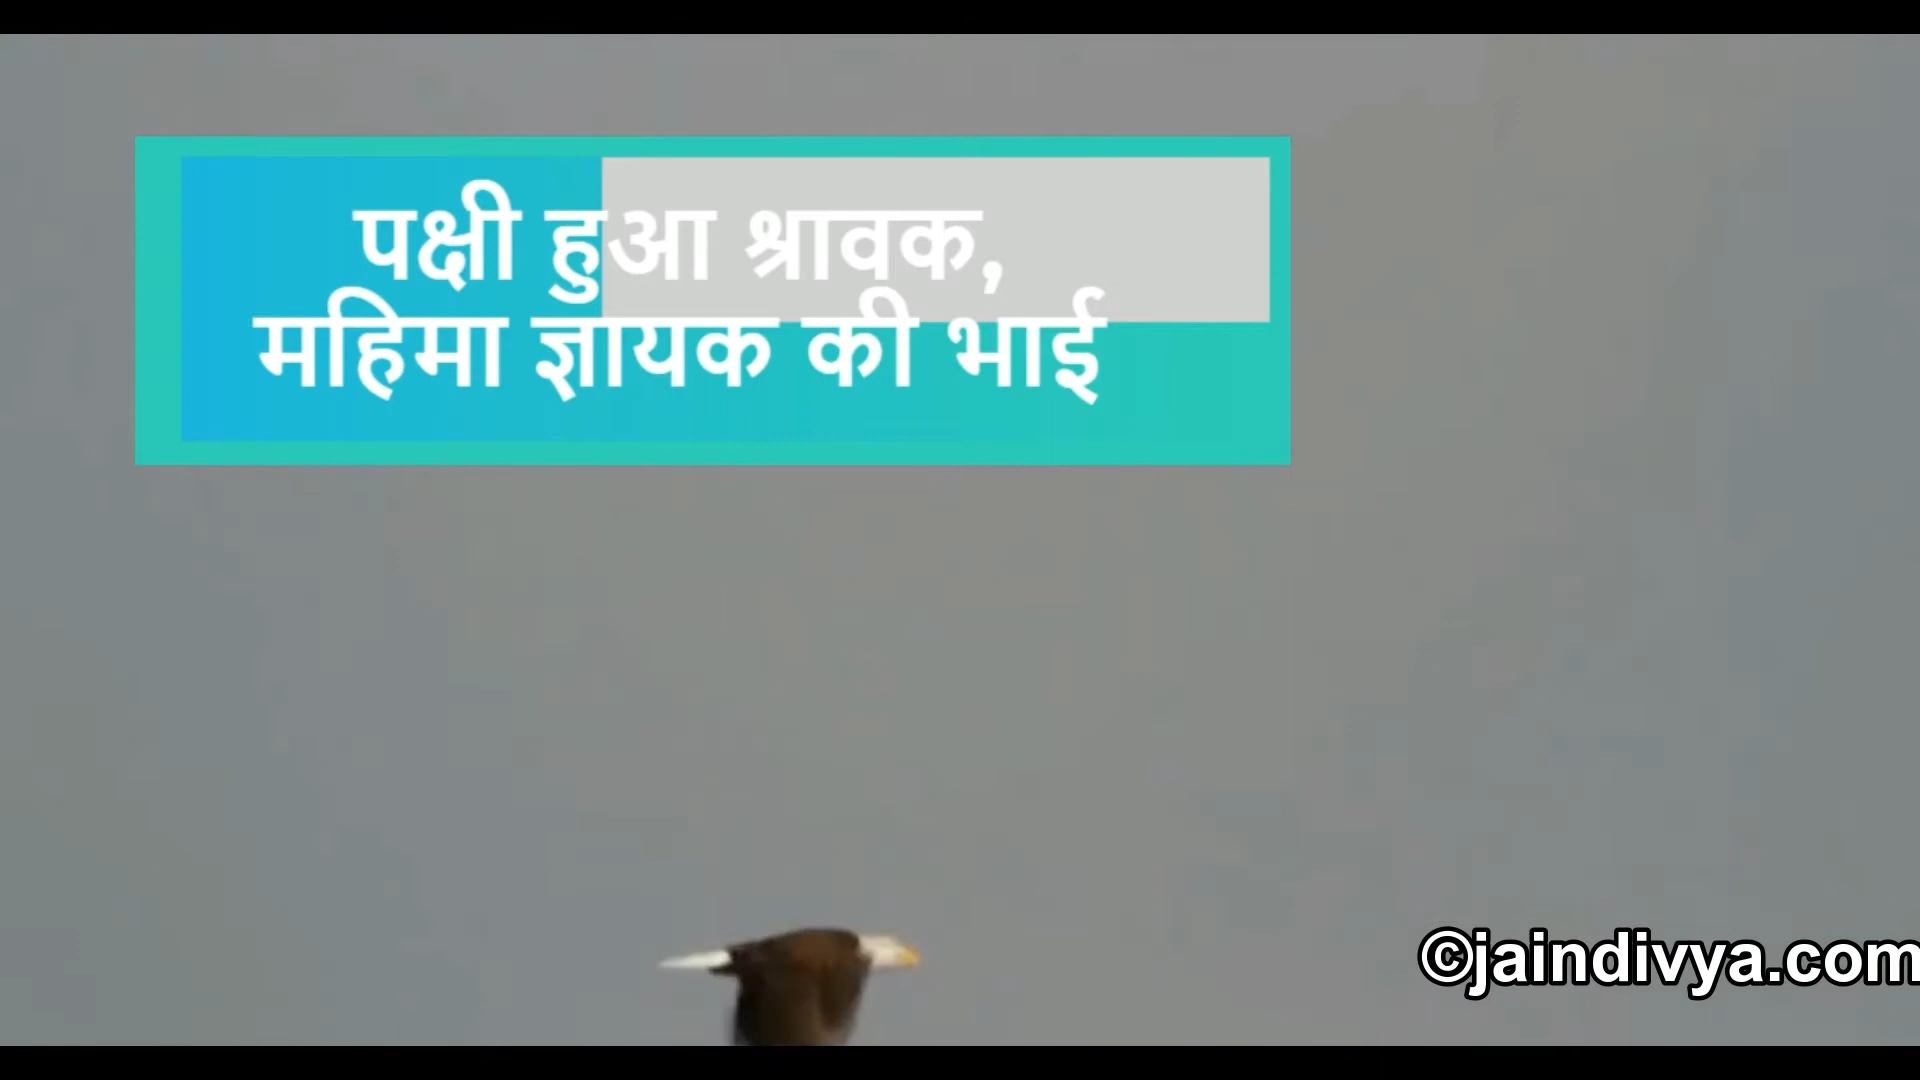 पक्षी हुआ श्रावक,
महिमा ज्ञायक की भाई
©jaindivya.com